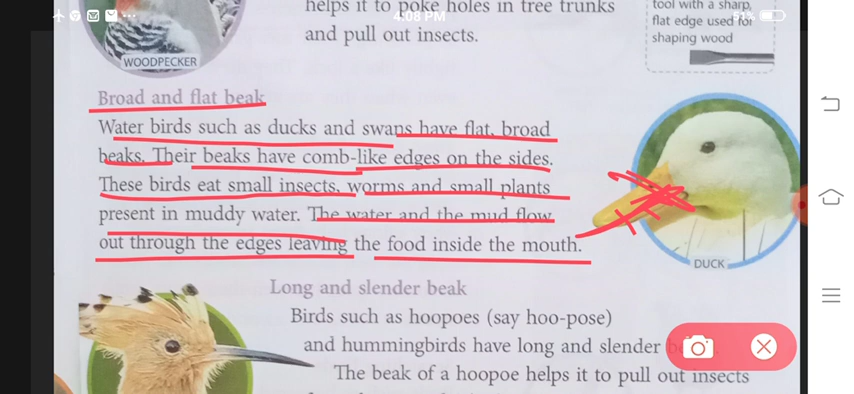 4:08 PM
51%
helps it to poke holes in tree trunks
and pull out insects.
tool with a sharp,
flat edge used for
shaping wood
WOODPECKER
Broad and flat beak
Water birds such as ducks and swans have flat, broad
beaks. Their beaks have comb-like edges on the sides.
These birds eat small insects, worms and small plants
present in muddy water. The water and the mud flow
out through the edges leaving the food inside the mouth.
DUCK
Long and slender beak
Birds such as hoopoes (say hoo-pose)
and hummingbirds have long and slender
The beak of a hoopoe helps it to pull out insects